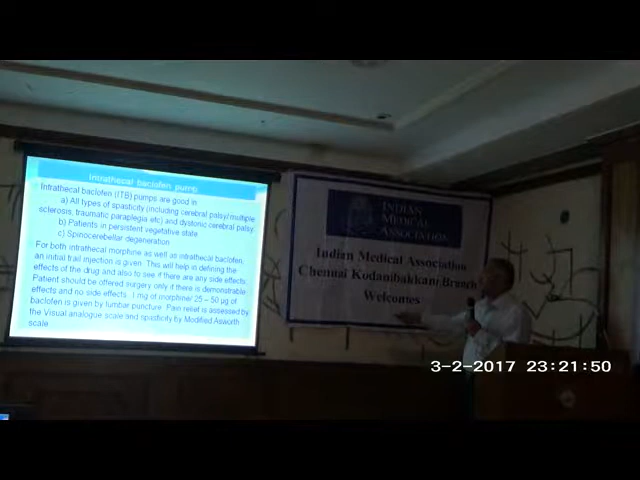 Intrathecal baclofen pump
Intrathecal baclofen (ITB) pumps are good in
a) All types of spasticity (including cerebral palsy/multiple
sclerosis, traumatic paraplegia etc) and dystonic cerebral palsy.
b) Patients in persistent vegetative state
c) Spinocerebellar degeneration
For both intrathecal morphine as well as intrathecal baclofen,
an initial trail injection is given. This will help in defining the
effects of the drug and also to see if there are any side effects.
Patient should be offered surgery only if there is demonstrable
effects and no side effects. 1 mg of morphine/ 25 – 50 µg of
baclofen is given by lumbar puncture. Pain relief is assessed by
the Visual analogue scale and spasticity by Modified Asworth
scale
INDIAN
MEDICAL
ASSOCIATION
Indian Medical Association
Chennai Kodambakkam Branch
Welcomes
3-2-2017 23:21:50